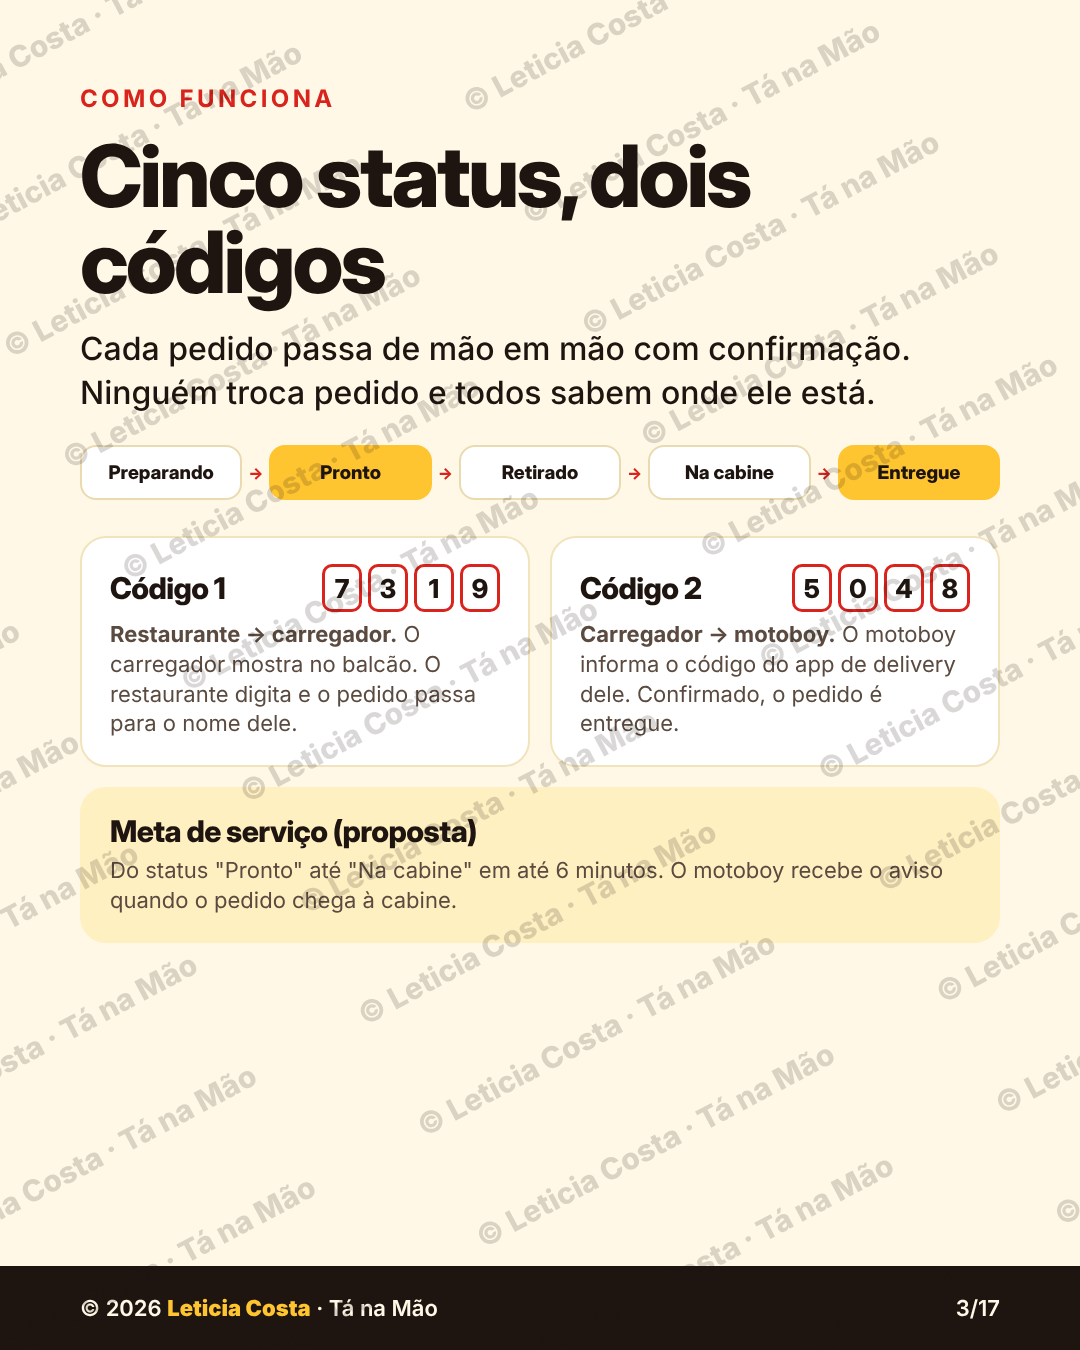 COMO FUNCIONA
Cinco status, dois
códigos
Cada pedido passa de mão em mão com confirmação.
Ninguém troca pedido e todos sabem onde ele está.
Preparando → Pronto → Retirado → Na cabine → Entregue
Código 1 7 3 1 9
Restaurante → carregador. O
carregador mostra no balcão. O
restaurante digita e o pedido passa
para o nome dele.
Código 2 5 0 4 8
Carregador → motoboy. O motoboy
informa o código do app de delivery
dele. Confirmado, o pedido é
entregue.
Meta de serviço (proposta)
Do status "Pronto" até "Na cabine" em até 6 minutos. O motoboy recebe o aviso
quando o pedido chega à cabine.
© Leticia Costa · Tá na Mão
© 2026 Leticia Costa · Tá na Mão
3/17